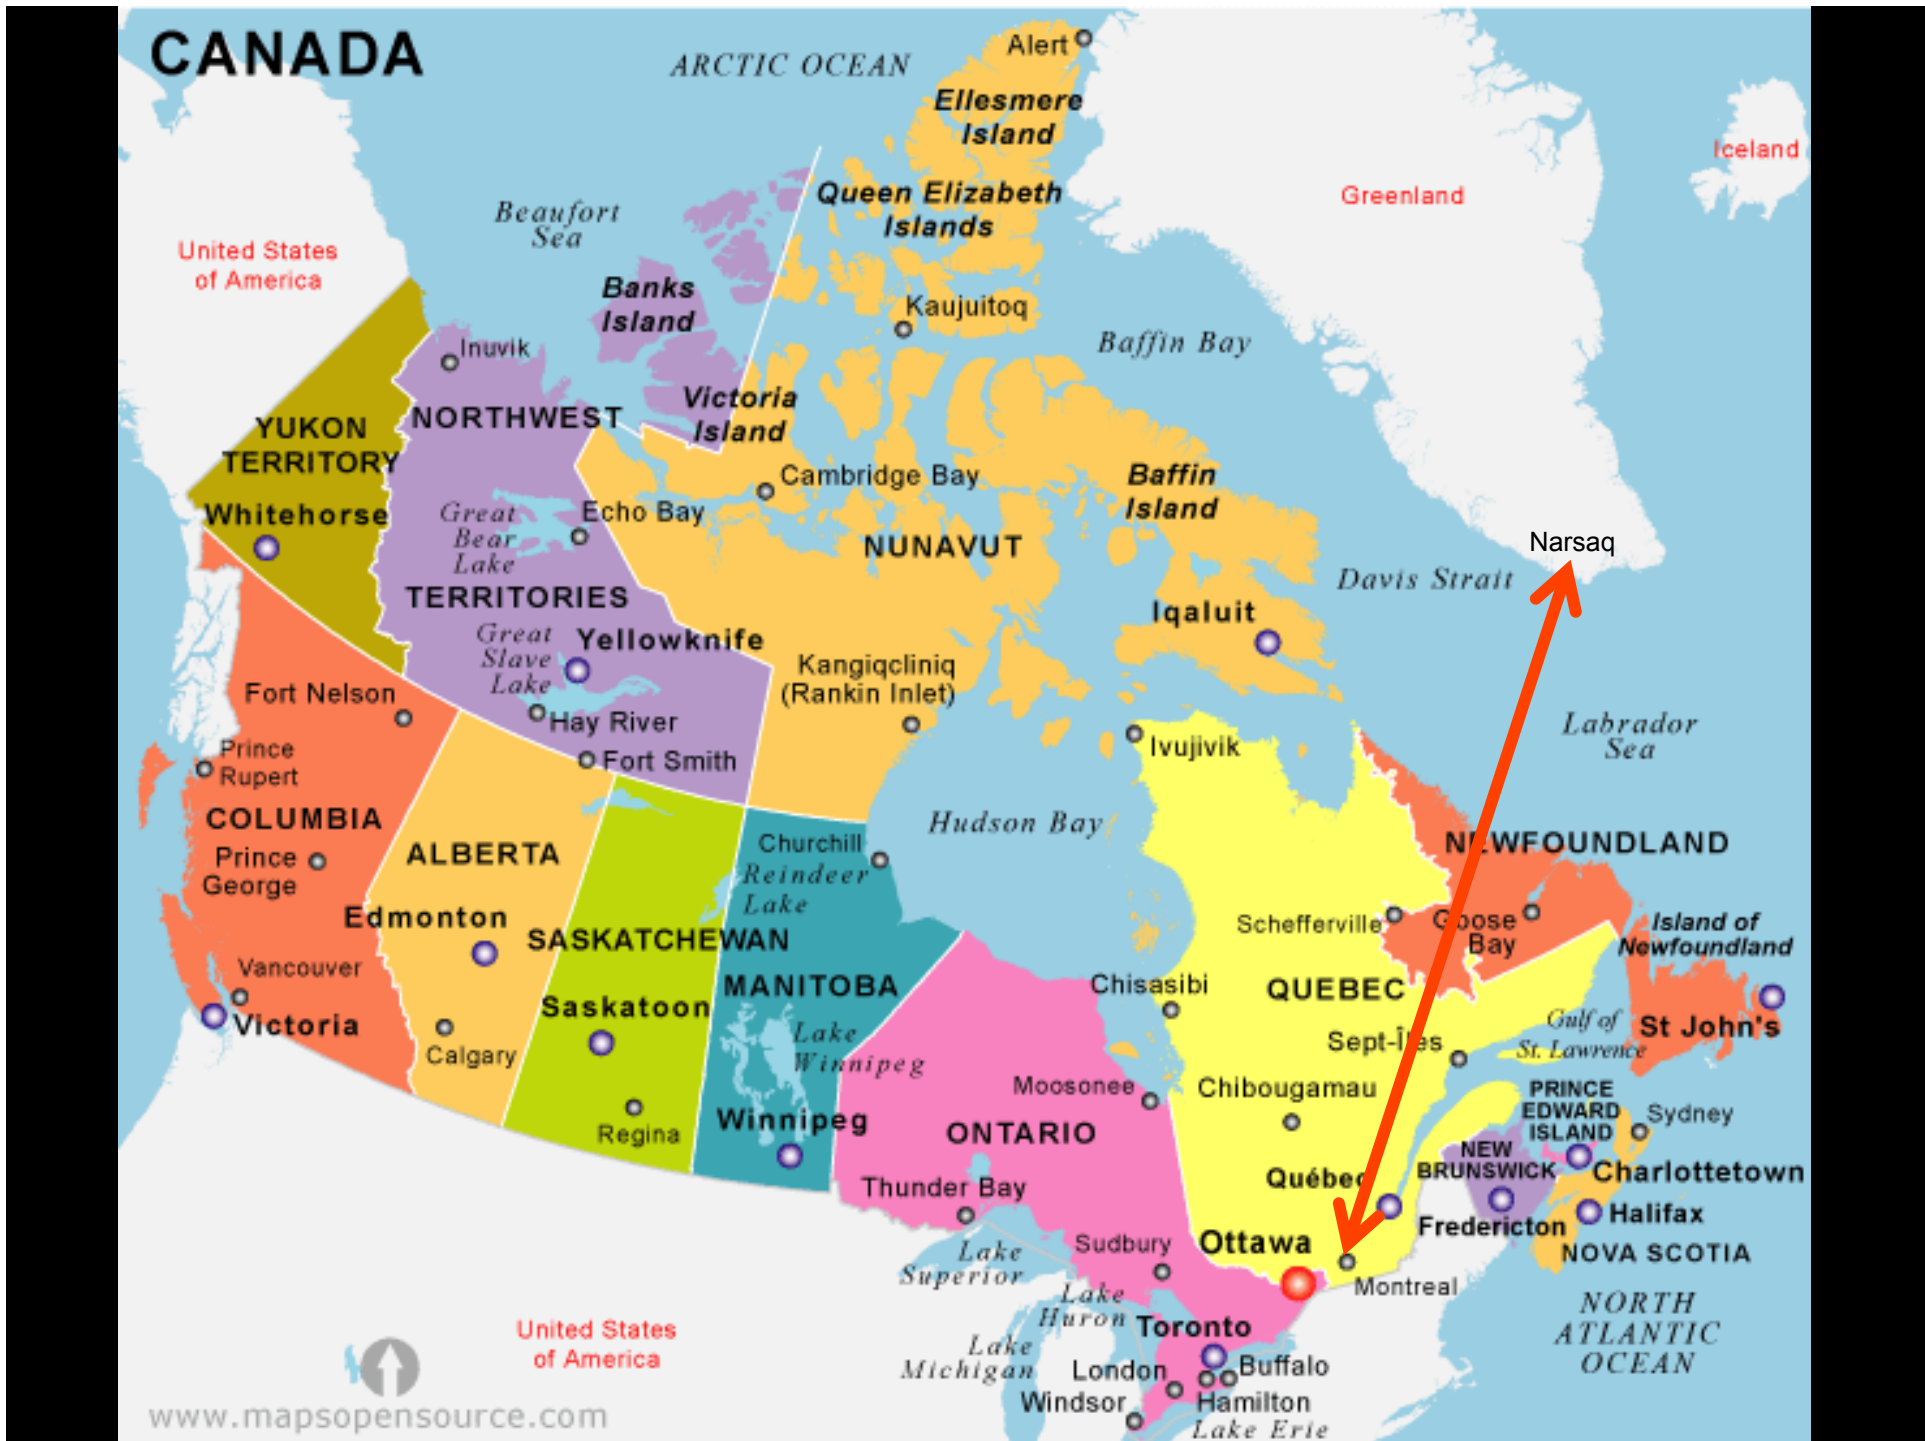 CANADA
ARCTIC OCEAN
Alert
Ellesmere
Island
Iceland
Queen Elizabeth
Islands
Greenland
Beaufort
Sea
United States
of America
Banks
Island
Kaujuitoq
Baffin Bay
Inuvik
Victoria
Island
NORTHWEST
YUKON
TERRITORY
Cambridge Bay
Baffin
Island
Whitehorse
Great
Bear
Lake
Echo Bay
NUNAVUT
Narsaq
Davis Strait
TERRITORIES
Iqaluit
Great
Slave
Lake
Yellowknife
Kangiqcliniq
(Rankin Inlet)
Fort Nelson
Hay River
Labrador
Sea
Prince
Rupert
Fort Smith
Ivujivik
COLUMBIA
Hudson Bay
Churchill
NEWFOUNDLAND
ALBERTA
Prince
George
Reindeer
Lake
Edmonton
Schefferville
Goose
Bay
Island of
Newfoundland
SASKATCHEWAN
Vancouver
MANITOBA
Chisasibi
QUEBEC
Saskatoon
Victoria
Lake
Winnipeg
Gulf of
St. Lawrence
St John's
Sept-Îles
Calgary
Moosonee
Chibougamau
PRINCE
EDWARD
ISLAND
Sydney
Regina
Winnipeg
ONTARIO
NEW
BRUNSWICK
Charlottetown
Québec
Thunder Bay
Fredericton
Halifax
Ottawa
Sudbury
NOVA SCOTIA
Lake
Superior
Montreal
Lake
Huron
NORTH
ATLANTIC
OCEAN
United States
of America
Toronto
Lake
Michigan
London
Buffalo
Windsor
Hamilton
Lake Erie
www.mapsopensource.com